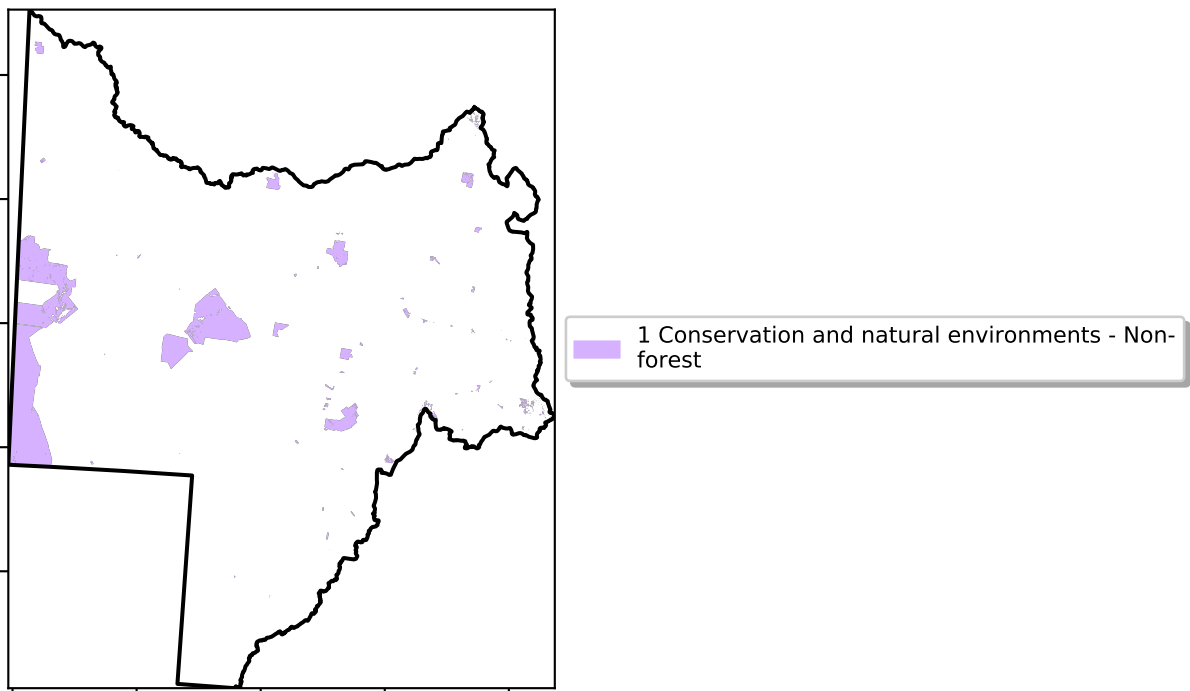 1 Conservation and natural environments - Non-
forest